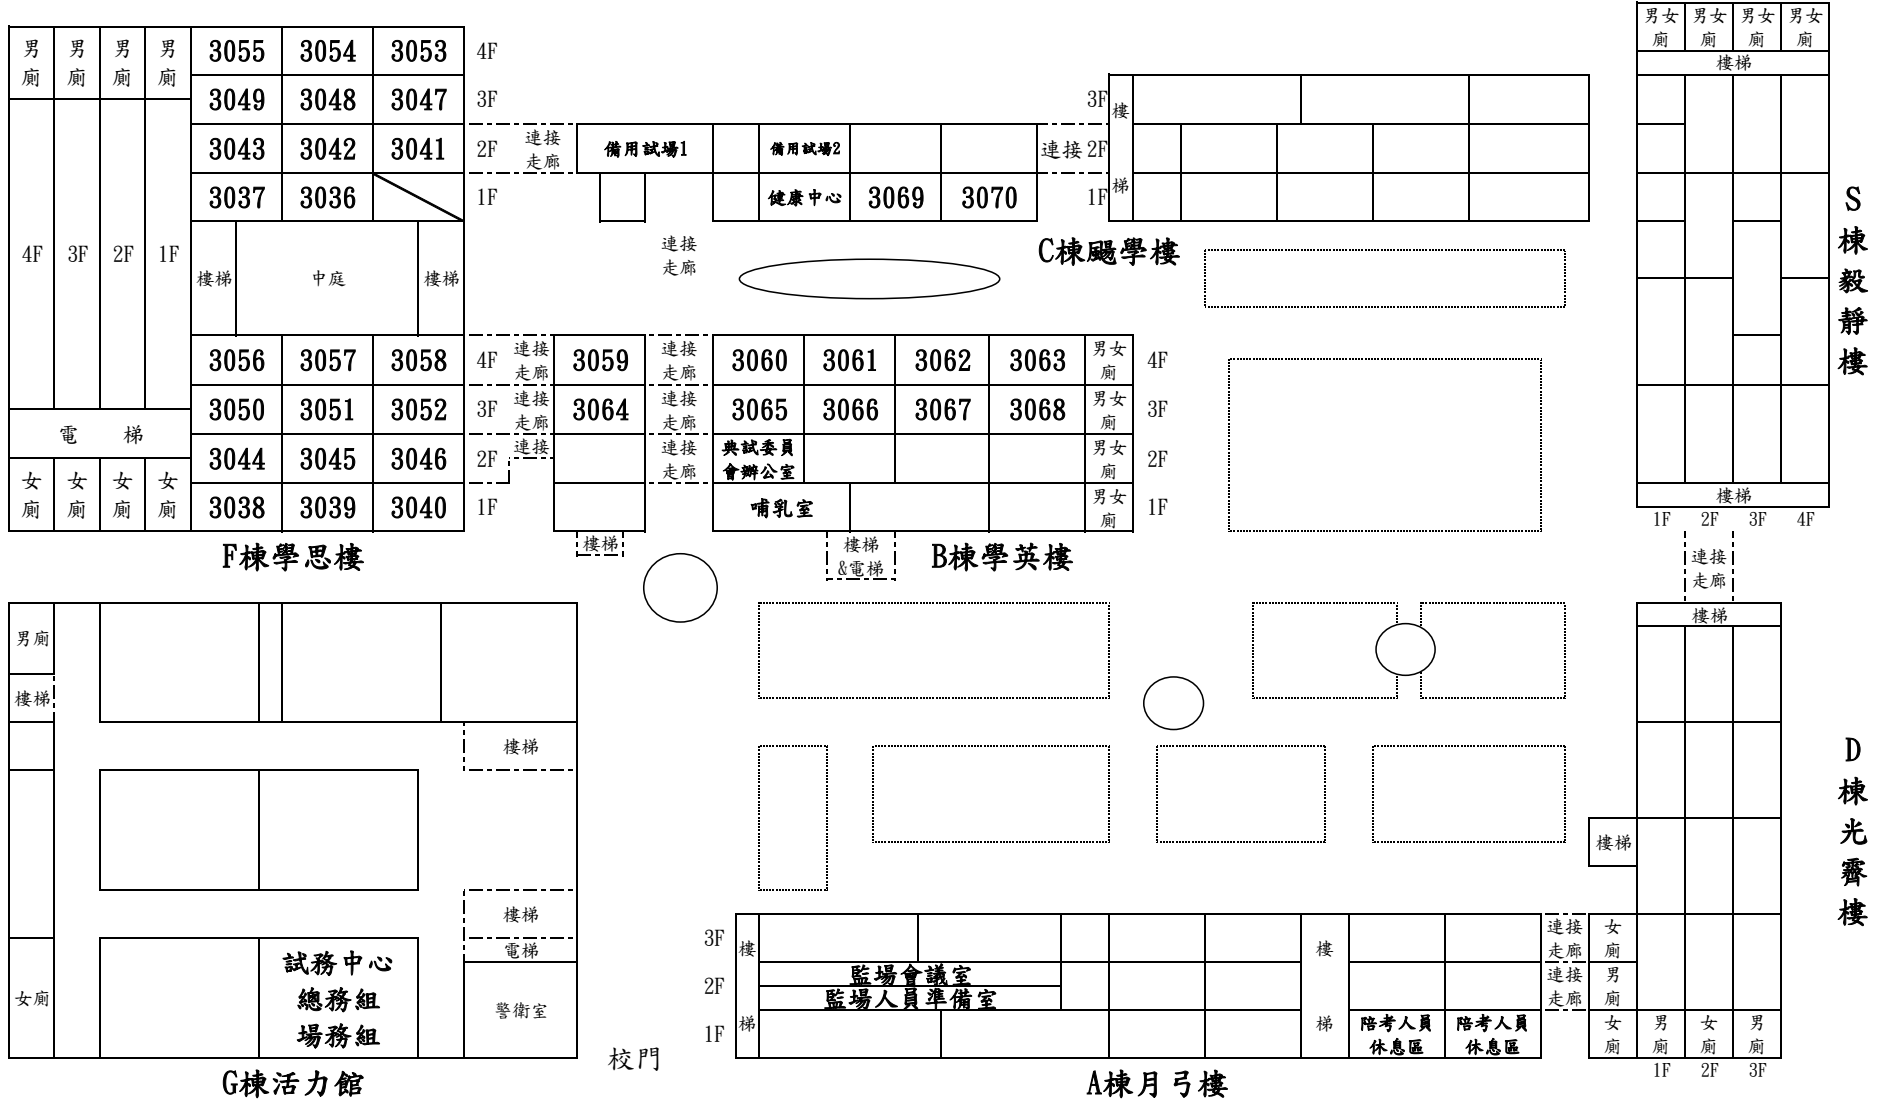 男廁 男廁 男廁 男廁 3055 3054 3053 4F
3049 3048 3047 3F
3043 3042 3041 2F 連接走廊 備用試場1 備用試場2 連接 2F
3037 3036 1F 健康中心 3069 3070 1F
3F 樓梯
4F 3F 2F 1F
樓梯 中庭 樓梯
連接走廊
C棟颺學樓
3056 3057 3058 4F 連接走廊 3059 連接走廊 3060 3061 3062 3063 男女廁 4F
3050 3051 3052 3F 連接走廊 3064 連接走廊 3065 3066 3067 3068 男女廁 3F
電 梯
3044 3045 3046 2F 連接 連接走廊 典試委員會辦公室 男女廁 2F
女廁 女廁 女廁 女廁 3038 3039 3040 1F 哺乳室 男女廁 1F
樓梯
樓梯
&電梯
F棟學思樓
B棟學英樓
男女廁 男女廁 男女廁 男女廁
樓梯
S棟毅靜樓
樓梯
1F 2F 3F 4F
連接走廊
樓梯
D棟光霽樓
樓梯
女廁
男廁
女廁 男廁 女廁 男廁
1F 2F 3F
男廁
樓梯
樓梯
樓梯
電梯
女廁
試務中心
總務組
場務組
警衛室
G棟活力館
校門
3F 樓梯 樓梯 連接走廊
2F 監場會議室 連接走廊
監場人員準備室
1F 陪考人員休息區 陪考人員休息區
A棟月弓樓